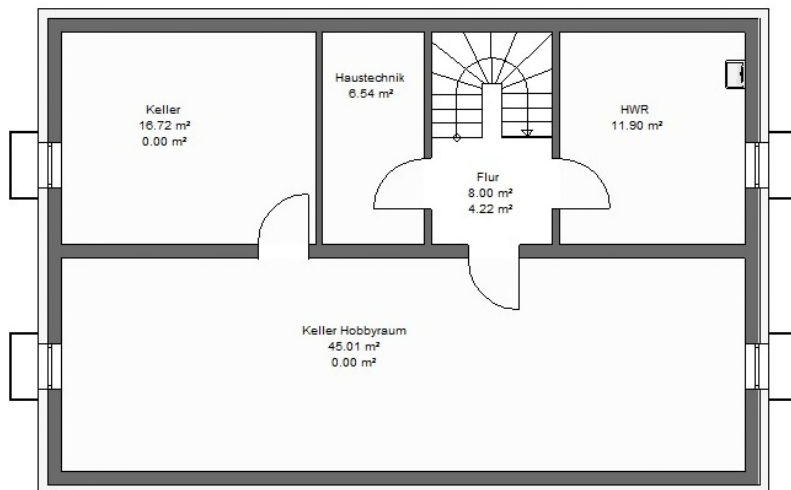 Keller
16.72 m²
0.00 m²
Haustechnik
6.54 m²
Flur
8.00 m²
4.22 m²
HWR
11.90 m²
Keller Hobbyraum
45.01 m²
0.00 m²